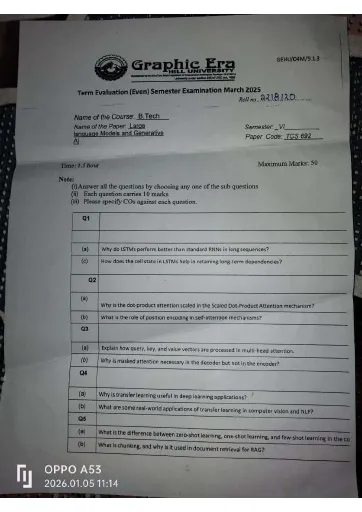 GEHU/04M/9.1.3
Graphic Era
HILL UNIVERSITY
Term Evaluation (Even) Semester Examination March 2025
Roll no. 2218120
Name of the Course: B.Tech
Name of the Paper: Large language Models and Generative AI
Semester: VI
Paper Code: TCS 692
Time: 1.5 hour
Maximum Marks: 50
Note:
(i)Answer all the questions by choosing any one of the sub questions
(ii) Each question carries 10 marks.
(iii) Please specify COs against each question.
Q1
(a) Why do LSTMs perform better than standard RNNs in long sequences?
(c) How does the cell state in LSTMs help in retaining long-term dependencies?
Q2
(a) Why is the dot-product attention scaled in the Scaled Dot-Product Attention mechanism?
(b) What is the role of position encoding in self-attention mechanisms?
Q3
(a) Explain how query, key, and value vectors are processed in multi-head attention.
(b) Why is masked attention necessary in the decoder but not in the encoder?
Q4
(a) Why is transfer learning useful in deep learning applications?
(b) What are some real-world applications of transfer learning in computer vision and NLP?
Q5
(a) What is the difference between zero-shot learning, one-shot learning, and few-shot learning in the co
(b) What is chunking, and why is it used in document retrieval for RAG?
OPPO A53
2026.01.05 11:14